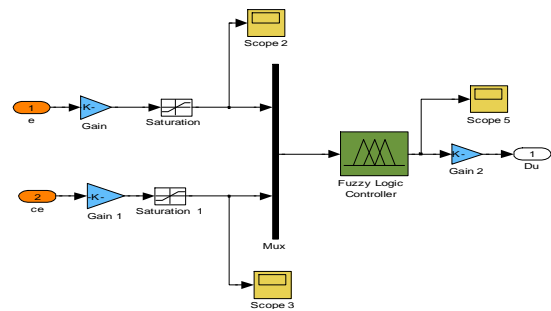 Scope 2
1
e
K-
Gain
Saturation
Scope 5
K-
Gain 2
1
Du
Fuzzy Logic
Controller
2
ce
-K-
Gain 1
Saturation 1
Mux
Scope 3